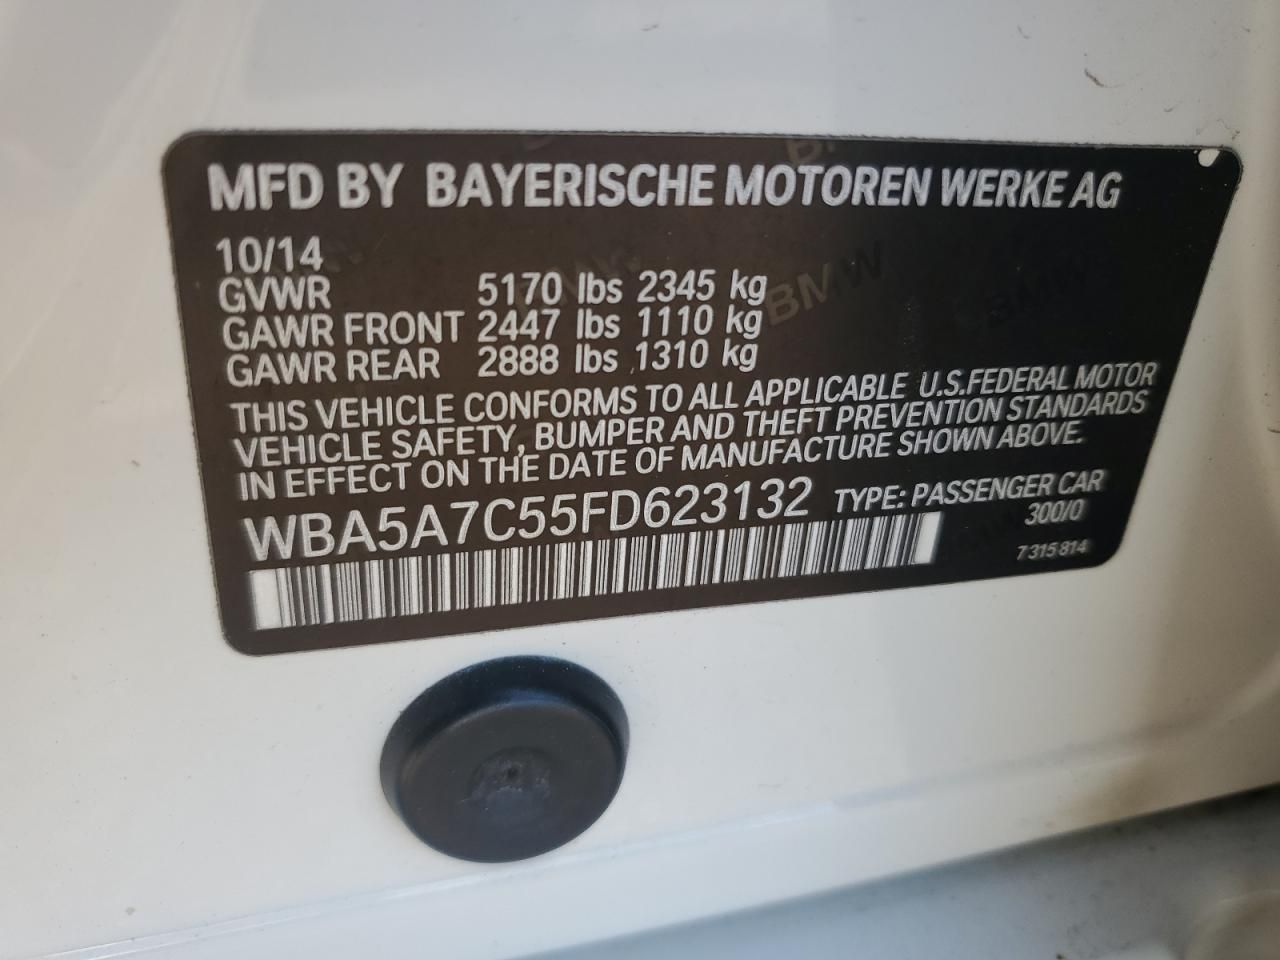 MFD BY BAYERISCHE MOTOREN WERKE AG
10/14
GVWR 5170 lbs 2345 kg
GAWR FRONT 2447 lbs 1110 kg
GAWR REAR 2888 lbs 1310 kg
THIS VEHICLE CONFORMS TO ALL APPLICABLE U.S.FEDERAL MOTOR
VEHICLE SAFETY, BUMPER AND THEFT PREVENTION STANDARDS
IN EFFECT ON THE DATE OF MANUFACTURE SHOWN ABOVE.
WBA5A7C55FD623132 TYPE: PASSENGER CAR
300/0
7 315 814
BMW
BMW